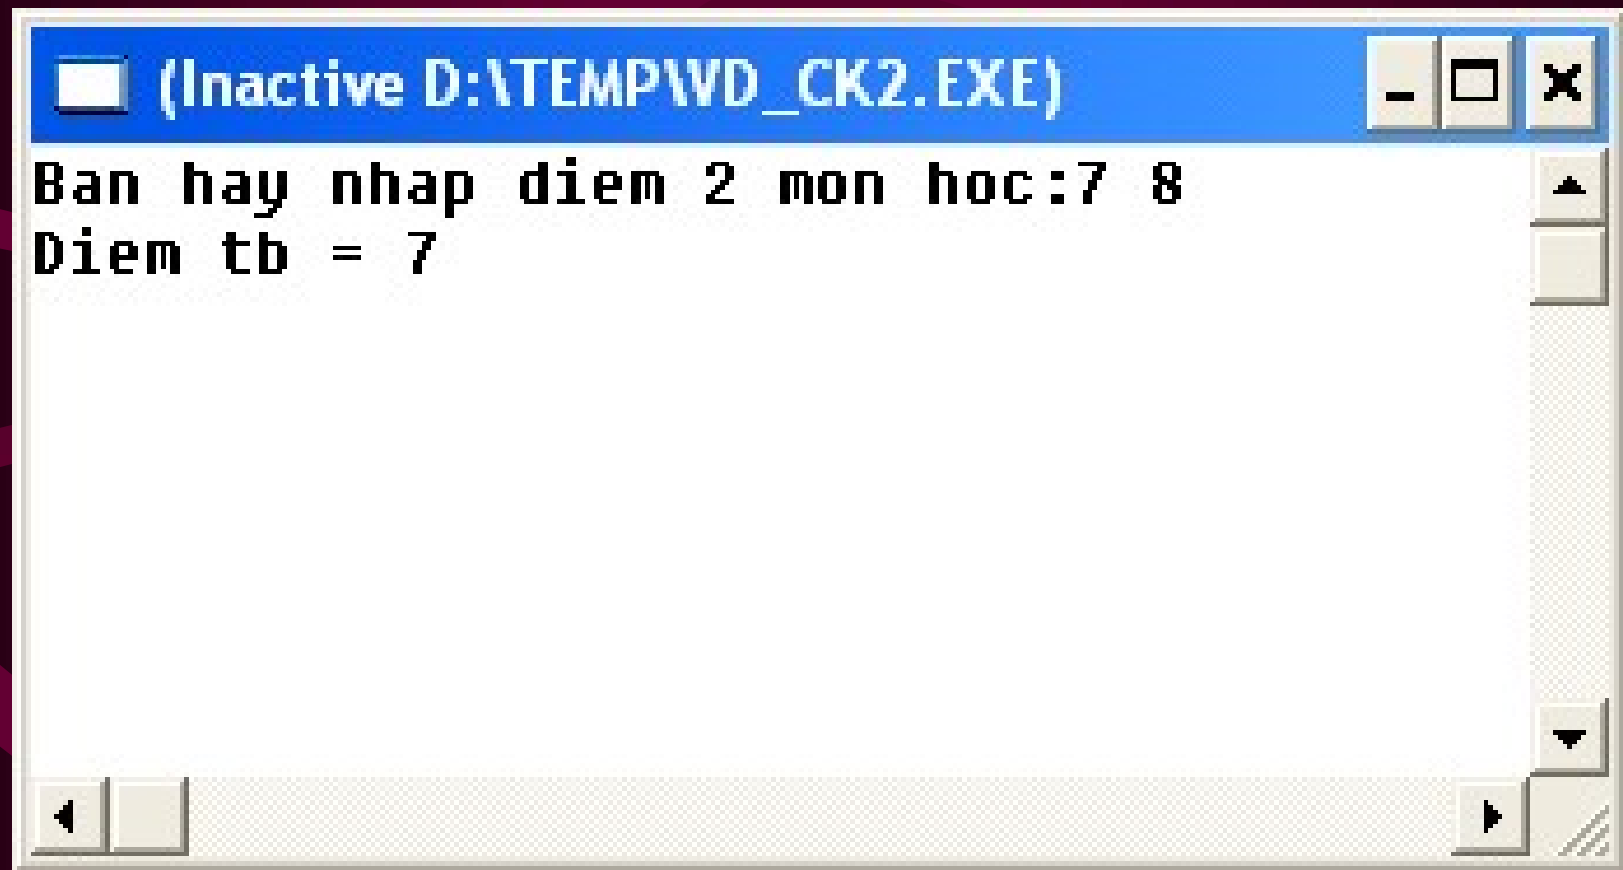 (Inactive D:\TEMP\VD_CK2.EXE)
Ban hay nhap diem 2 mon hoc:7 8
Diem tb = 7